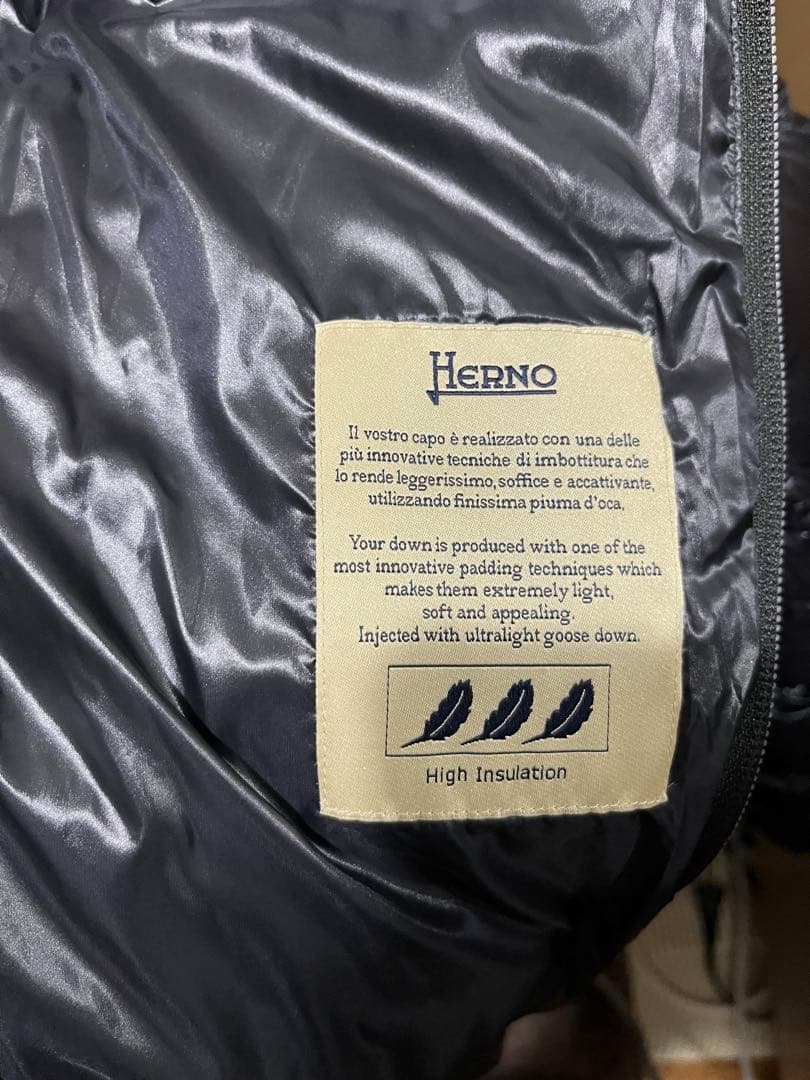 HERNO
Il vostro capo è realizzato con una delle
più innovative tecniche di imbottitura che
lo rende leggerissimo, soffice e accattivante,
utilizzando finissima piuma d'oca.
Your down is produced with one of the
most innovative padding techniques which
makes them extremely light,
soft and appealing.
Injected with ultralight goose down.
High Insulation